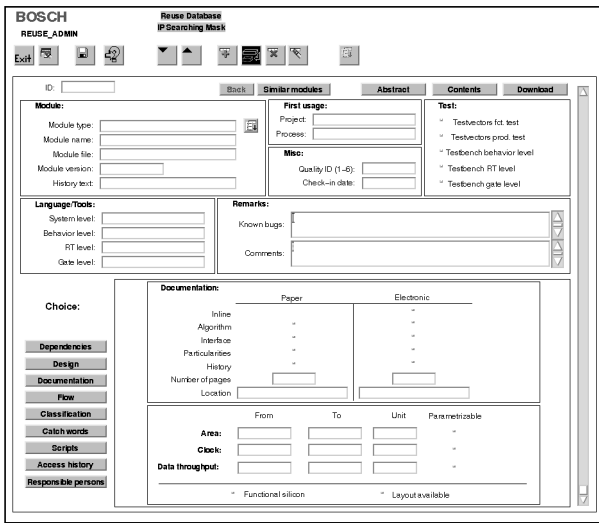 BOSCH
REUSE_ADMIN
Reuse Database
IP Searching Mask
Exit
ID:
Back
Similar modules
Abstract
Contents
Download
Module:
Module type:
Module name:
Module file:
Module version:
History text:
First usage:
Project:
Process:
Misc:
Quality ID (1-6):
Check-in date:
Test:
Testvectors fct. test
Testvectors prod. test
Testbench behavior level
Testbench RT level
Testbench gate level
Language/Tools:
System level:
Behavior level:
RT level:
Gate level:
Remarks:
Known bugs:
Comments:
Choice:
Dependencies
Design
Documentation
Flow
Classification
Catch words
Scripts
Access history
Responsible persons
Documentation:
Paper Electronic
Inline
Algorithm
Interface
Particularities
History
Number of pages
Location
From To Unit Parametrizable
Area:
Clock:
Data throughput:
Functional silicon Layout available